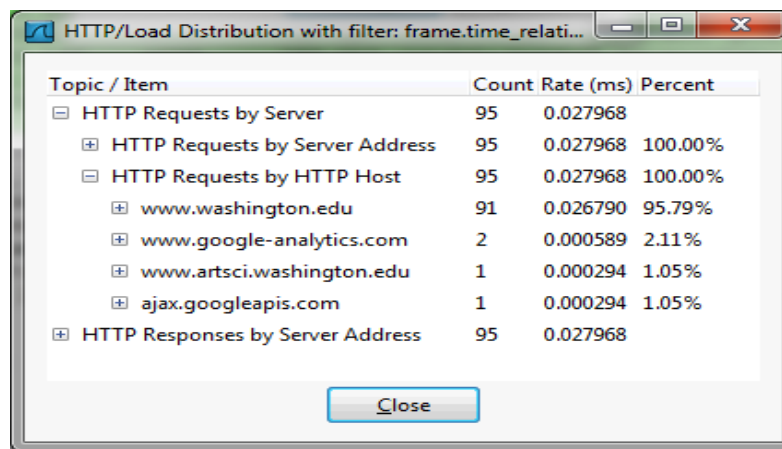 HTTP/Load Distribution with filter: frame.time_relati...
Topic / Item Count Rate (ms) Percent
HTTP Requests by Server 95 0.027968
HTTP Requests by Server Address 95 0.027968 100.00%
HTTP Requests by HTTP Host 95 0.027968 100.00%
www.washington.edu 91 0.026790 95.79%
www.google-analytics.com 2 0.000589 2.11%
www.artsci.washington.edu 1 0.000294 1.05%
ajax.googleapis.com 1 0.000294 1.05%
HTTP Responses by Server Address 95 0.027968
Close